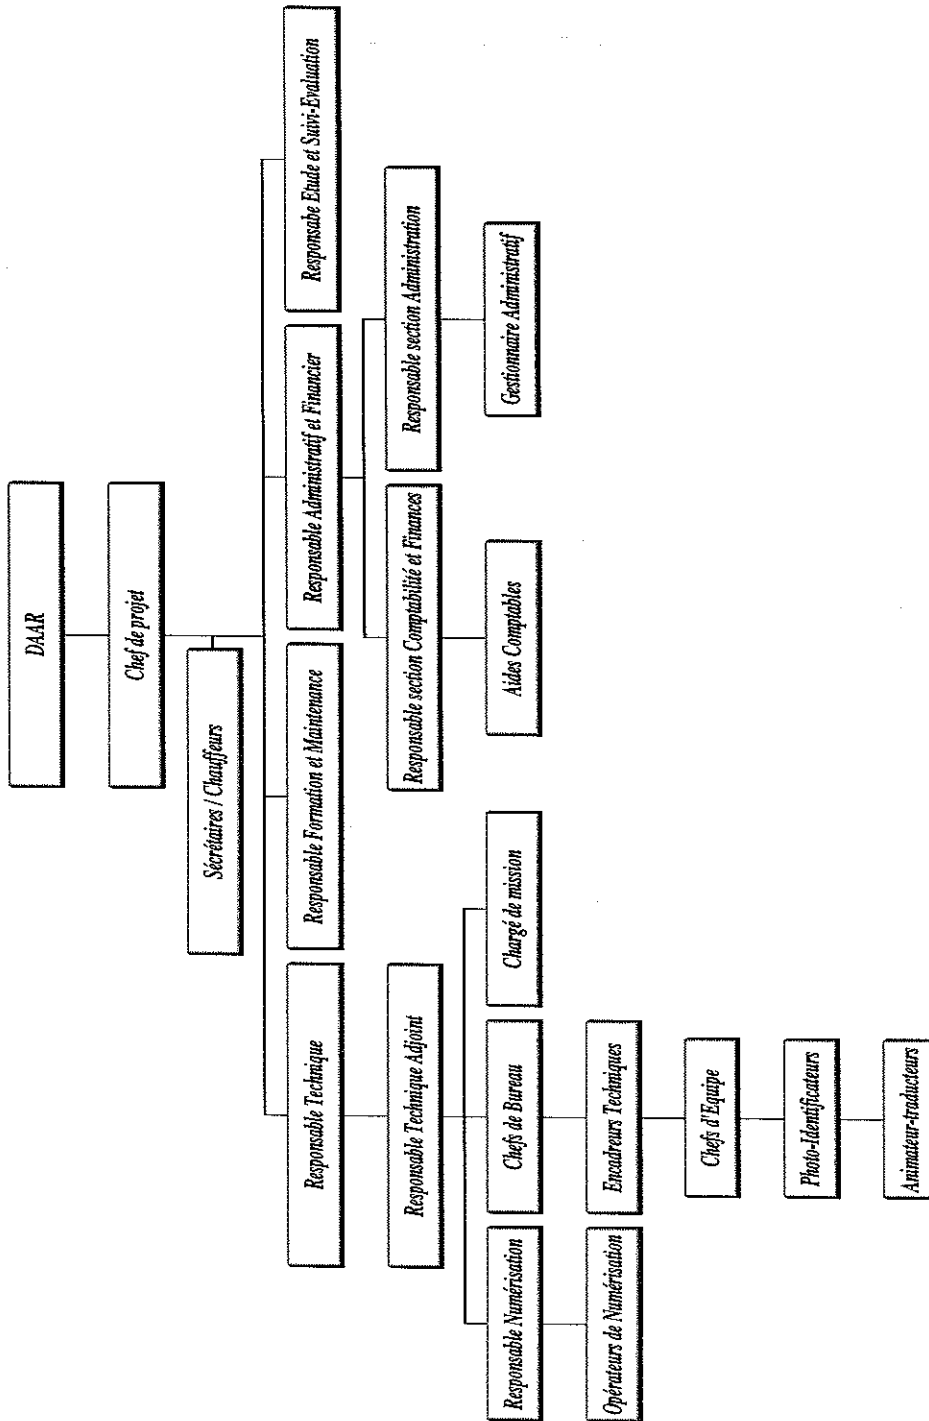 DAAR
Chef de projet
Sécrétaires / Chauffeurs
Responsable Technique
Responsable Formation et Maintenance
Responsable Administratif et Financier
Responsabe Etude et Suivi-Evaluation
Responsable Technique Adjoint
Responsable section Comptabilité et Finances
Responsable section Administration
Responsable Numérisation
Chefs de Bureau
Chargé de mission
Aides Comptables
Gestionnaire Administratif
Opérateurs de Numérisation
Encadreurs Techniques
Chefs d'Equipe
Photo-Identificateurs
Animateur-traducteurs